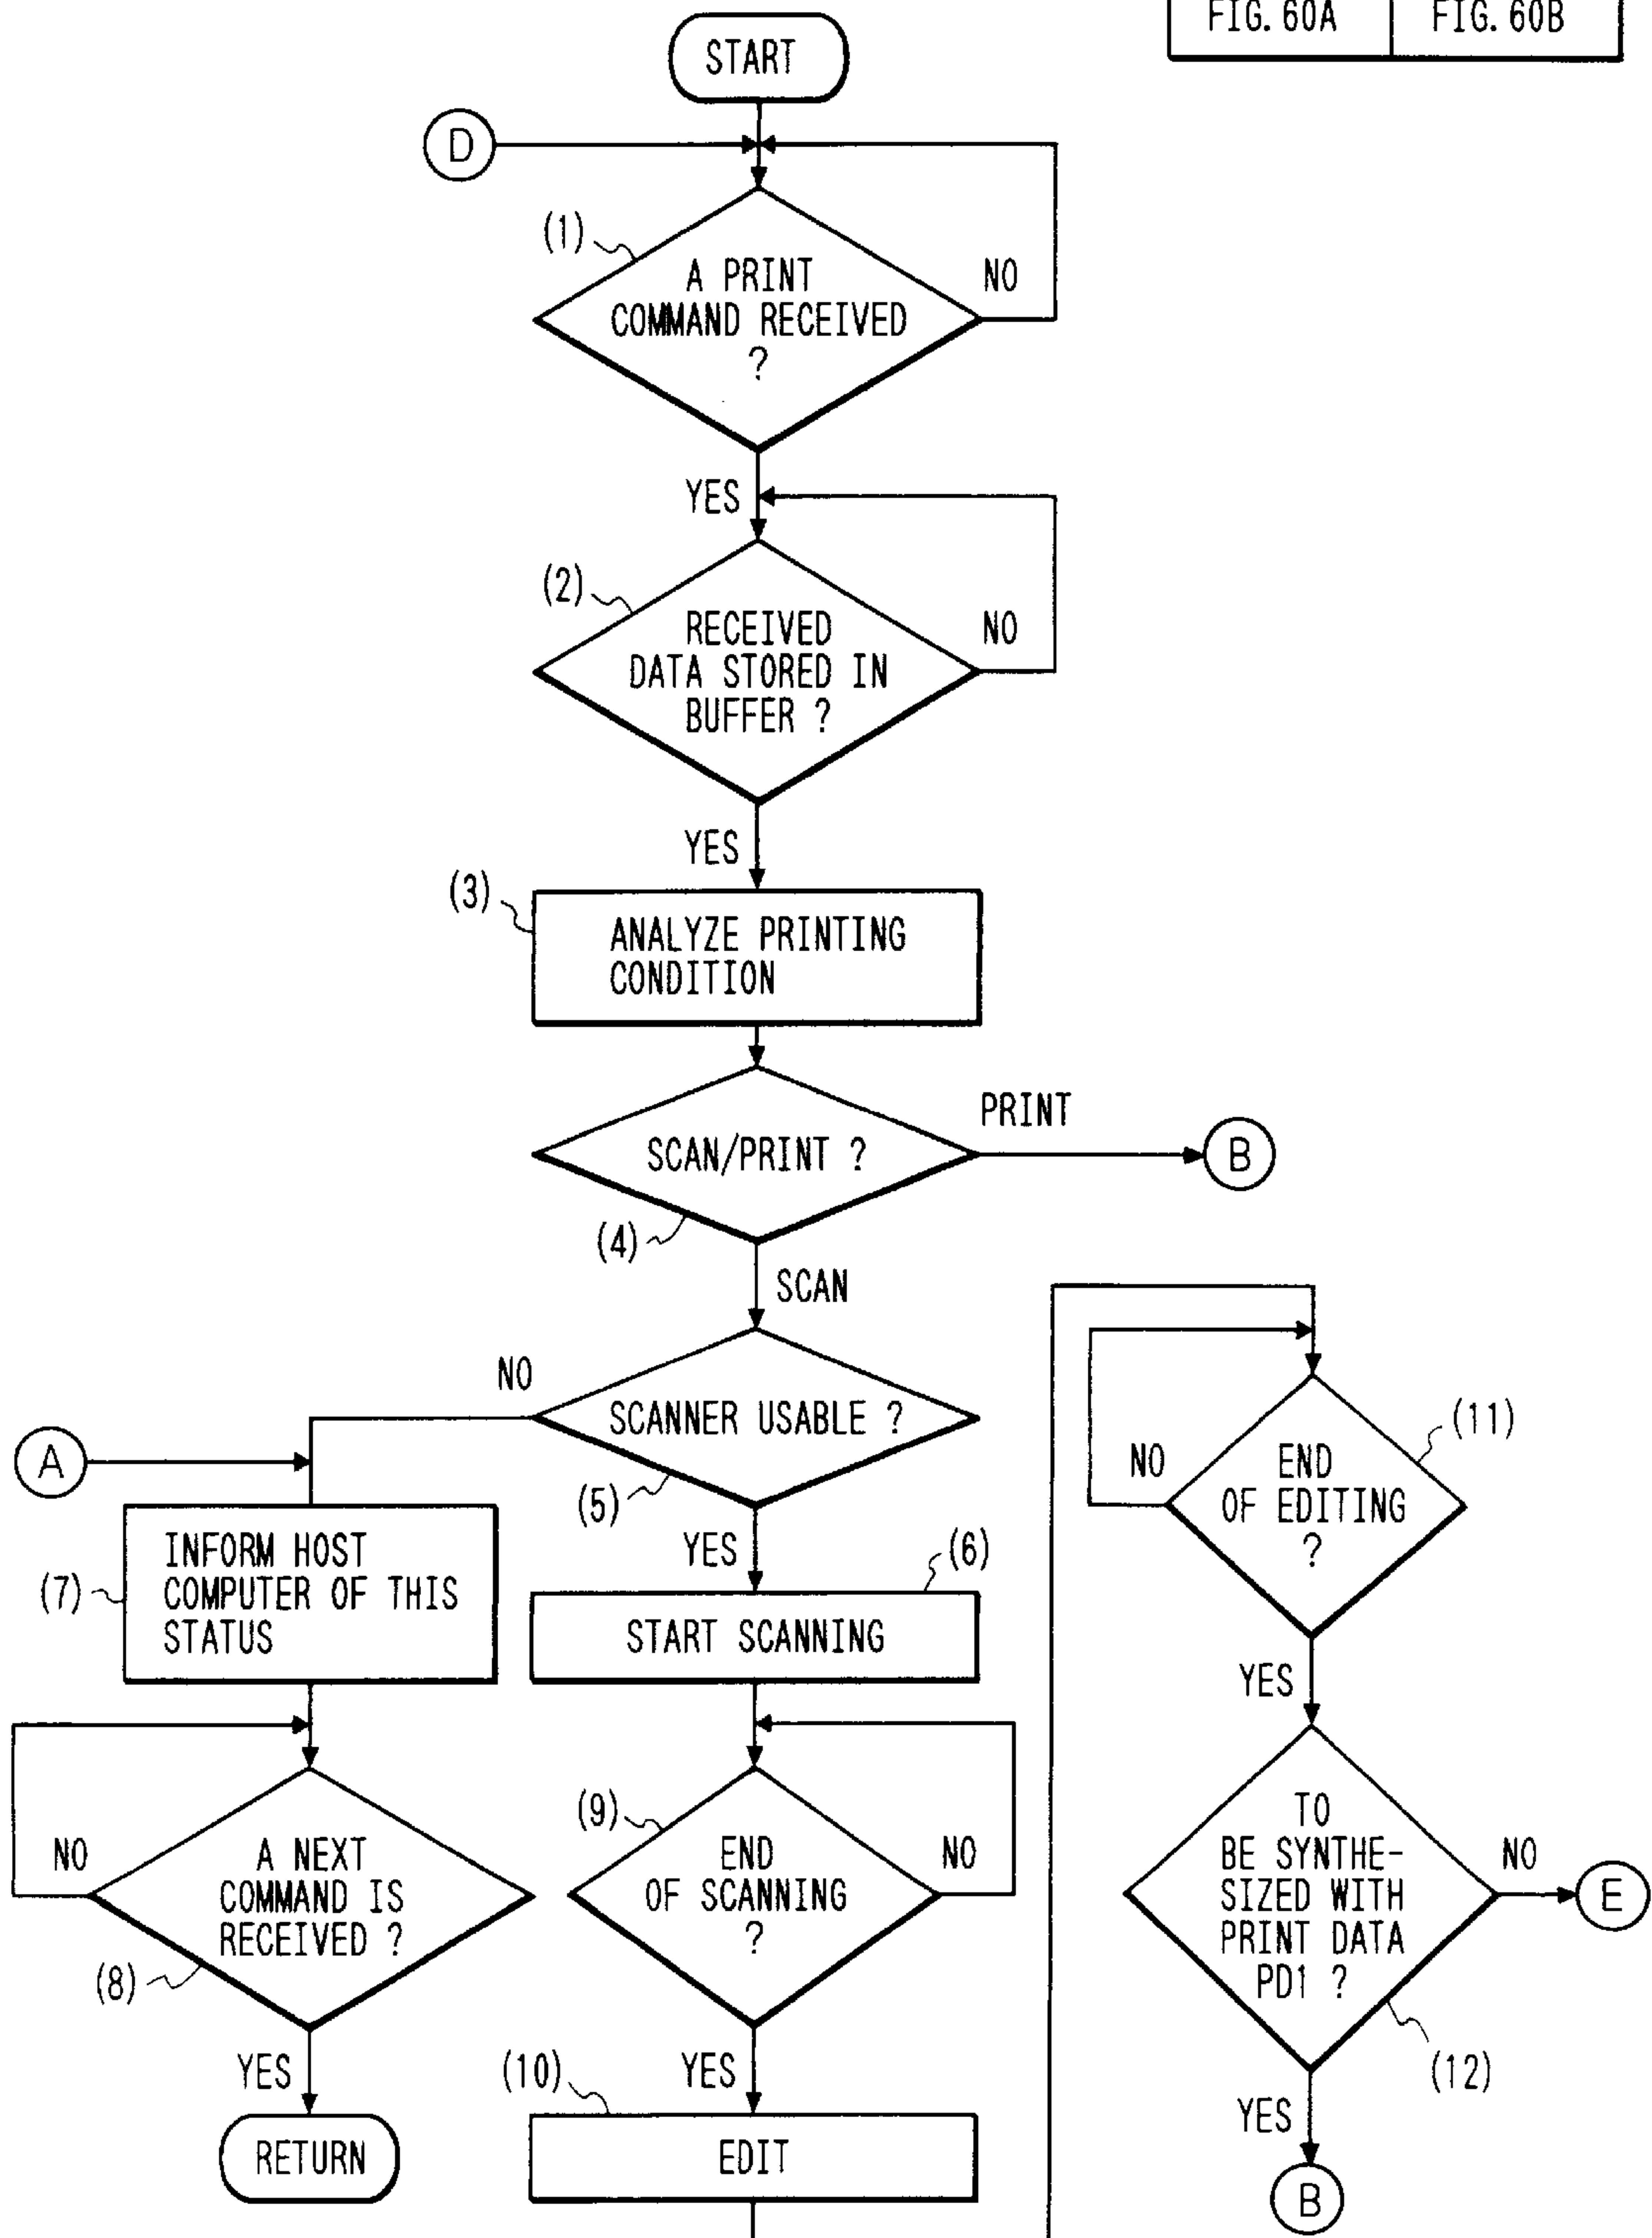 FIG. 60A FIG. 60B
START
D
(1)
A PRINT
COMMAND RECEIVED
?
NO
YES
(2)
RECEIVED
DATA STORED IN
BUFFER ?
NO
YES
(3)
ANALYZE PRINTING
CONDITION
SCAN/PRINT ?
PRINT
B
(4)
SCAN
NO
SCANNER USABLE ?
A
(5)
YES
(6)
INFORM HOST
COMPUTER OF THIS
STATUS
(7)
START SCANNING
NO
A NEXT
COMMAND IS
RECEIVED ?
(8)
YES
RETURN
(9)
END
OF SCANNING
?
NO
YES
(10)
EDIT
(11)
NO
END
OF EDITING
?
YES
TO
BE SYNTHE-
SIZED WITH
PRINT DATA
PD1 ?
NO
E
(12)
YES
B